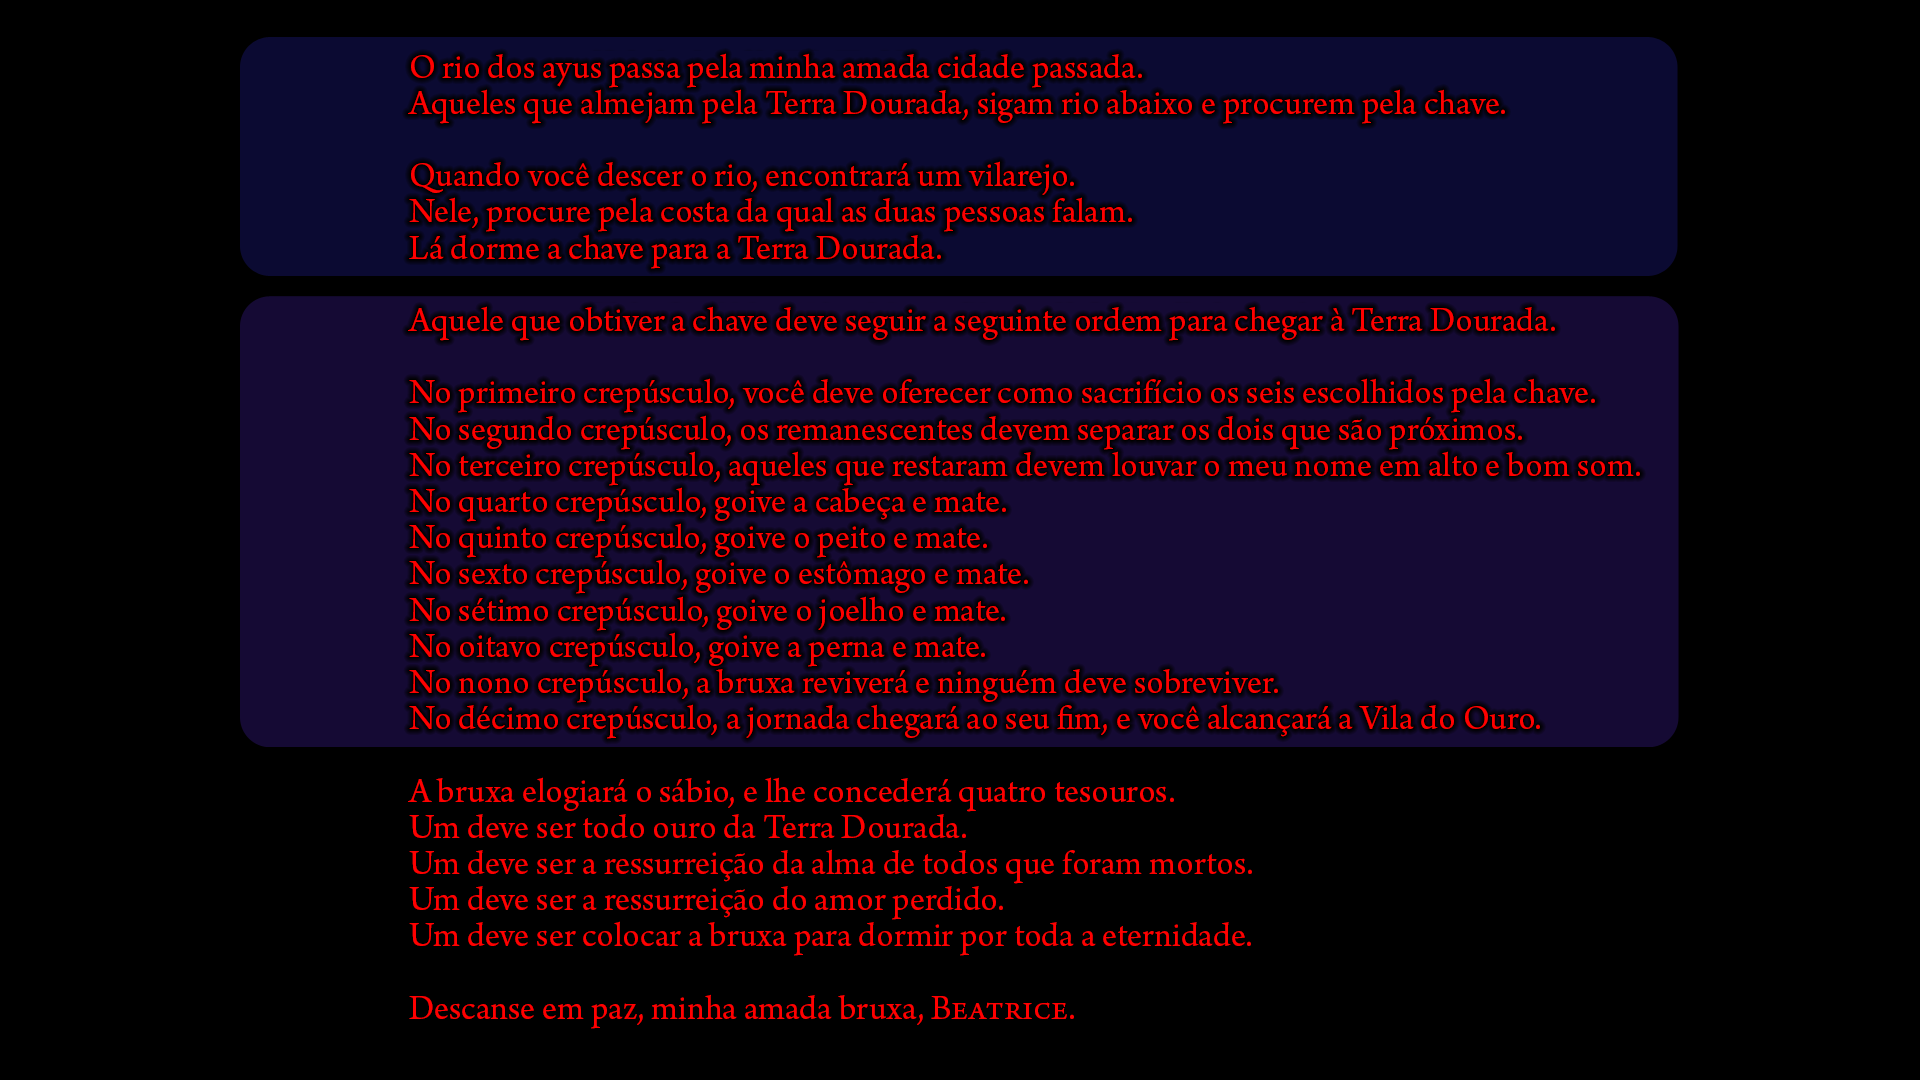 O rio dos ayus passa pela minha amada cidade passada.
Aqueles que almejam pela Terra Dourada, sigam rio abaixo e procurem pela chave.
Quando você descer o rio, encontrará um vilarejo.
Nele, procure pela costa da qual as duas pessoas falam.
Lá dorme a chave para a Terra Dourada.
Aquele que obtiver a chave deve seguir a seguinte ordem para chegar à Terra Dourada.
No primeiro crepúsculo, você deve oferecer como sacrifício os seis escolhidos pela chave.
No segundo crepúsculo, os remanescentes devem separar os dois que são próximos.
No terceiro crepúsculo, aqueles que restaram devem louvar o meu nome em alto e bom som.
No quarto crepúsculo, goive a cabeça e mate.
No quinto crepúsculo, goive o peito e mate.
No sexto crepúsculo, goive o estômago e mate.
No sétimo crepúsculo, goive o joelho e mate.
No oitavo crepúsculo, goive a perna e mate.
No nono crepúsculo, a bruxa reviverá e ninguém deve sobreviver.
No décimo crepúsculo, a jornada chegará ao seu fim, e você alcançará a Vila do Ouro.
A bruxa elogiará o sábio, e lhe concederá quatro tesouros.
Um deve ser todo ouro da Terra Dourada.
Um deve ser a ressurreição da alma de todos que foram mortos.
Um deve ser a ressurreição do amor perdido.
Um deve ser colocar a bruxa para dormir por toda a eternidade.
Descanse em paz, minha amada bruxa, BEATRICE.